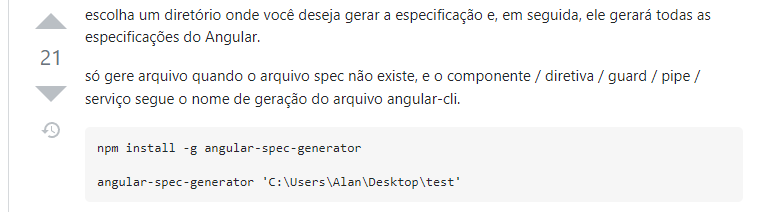 escolha um diretório onde você deseja gerar a especificação e, em seguida, ele gerará todas as
especificações do Angular.
21
só gere arquivo quando o arquivo spec não existe, e o componente / diretiva / guard / pipe /
serviço segue o nome de geração do arquivo angular-cli.
npm install -g angular-spec-generator
angular-spec-generator 'C:\Users\Alan\Desktop\test'